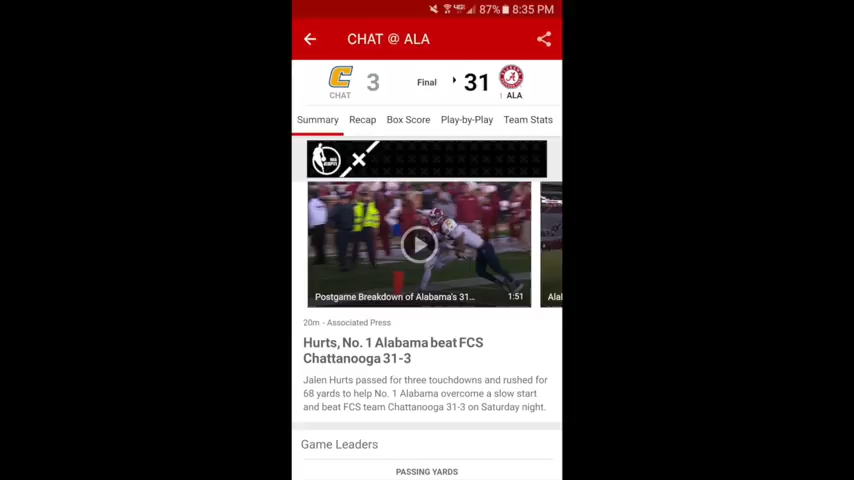 87% 8:35 PM
CHAT @ ALA
CHAT 3 Final 31 1 ALA
Summary Recap Box Score Play-by-Play Team Stats
Postgame Breakdown of Alabama's 31... 1:51 Alal
20m - Associated Press
Hurts, No. 1 Alabama beat FCS
Chattanooga 31-3
Jalen Hurts passed for three touchdowns and rushed for
68 yards to help No. 1 Alabama overcome a slow start
and beat FCS team Chattanooga 31-3 on Saturday night.
Game Leaders
PASSING YARDS